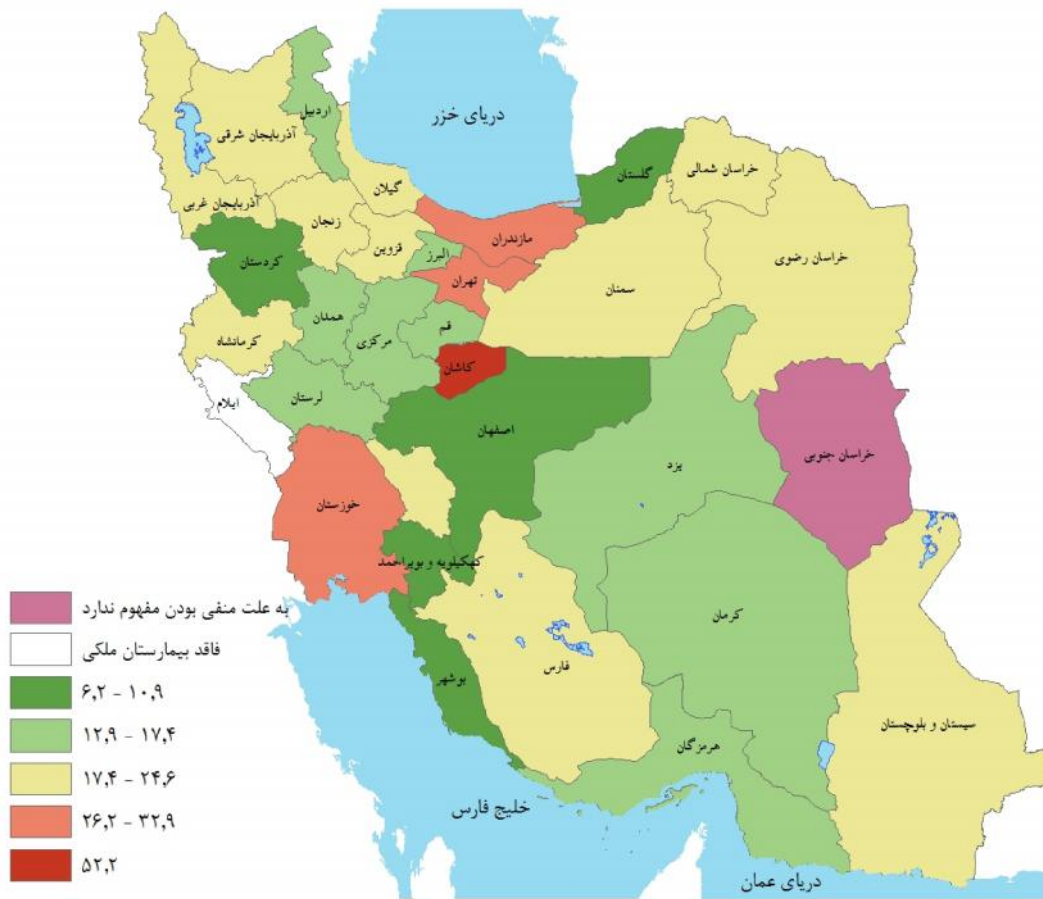 دریای خزر
اردبیل
آذربایجان شرقی
گیلان
گلستان
خراسان شمالی
آذربایجان غربی
زنجان
قزوین
مازندران
البرز
تهران
خراسان رضوی
سمنان
کردستان
همدان
مرکزی
قم
کرمانشاه
کاشان
ایلام
لرستان
اصفهان
یزد
خراسان جنوبی
خوزستان
کهکیلویه و بویراحمد
کرمان
فارس
بوشهر
سیستان و بلوچستان
هرمزگان
خلیج فارس
دریای عمان
به علت منفی بودن مفهوم ندارد
فاقد بیمارستان ملکی
۶,۲ - ۱۰,۹
۱۲,۹ - ۱۷,۴
۱۷,۴ - ۲۴,۶
۲۶,۲ - ۳۲,۹
۵۲,۲